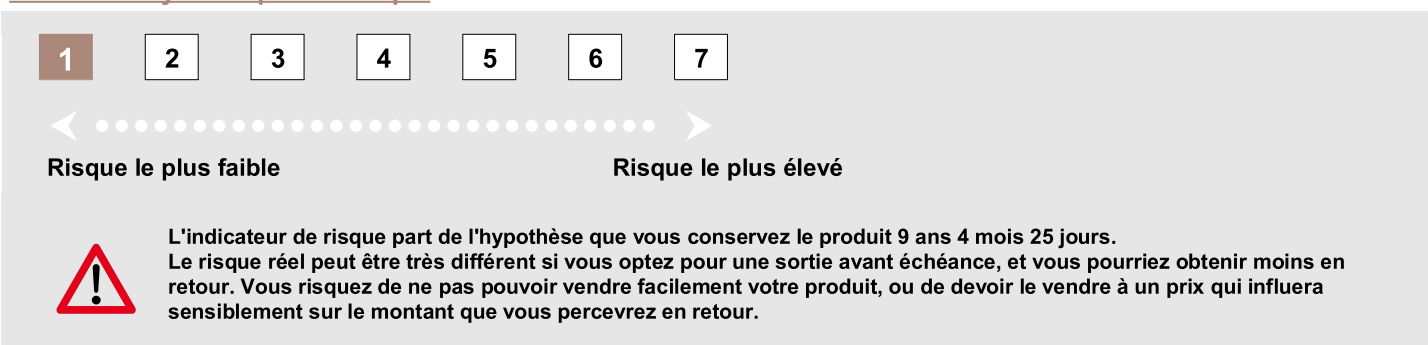 1 2 3 4 5 6 7
Risque le plus faible Risque le plus élevé
L'indicateur de risque part de l'hypothèse que vous conservez le produit 9 ans 4 mois 25 jours.
Le risque réel peut être très différent si vous optez pour une sortie avant échéance, et vous pourriez obtenir moins en
retour. Vous risquez de ne pas pouvoir vendre facilement votre produit, ou de devoir le vendre à un prix qui influera
sensiblement sur le montant que vous percevrez en retour.